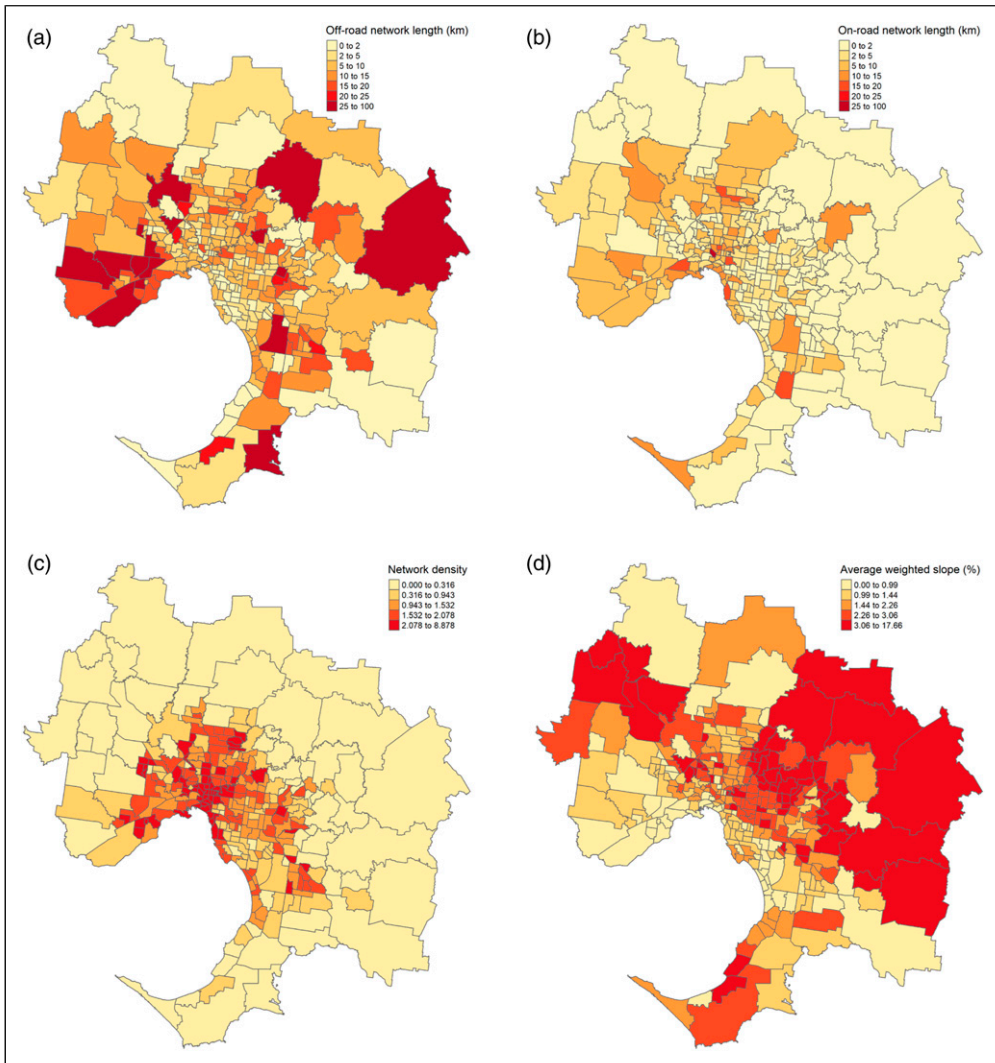 (a)
Off-road network length (km)
0 to 2
2 to 5
5 to 10
10 to 15
15 to 20
20 to 25
25 to 100
(b)
On-road network length (km)
0 to 2
2 to 5
5 to 10
10 to 15
15 to 20
20 to 25
25 to 100
(c)
Network density
0.000 to 0.316
0.316 to 0.943
0.943 to 1.532
1.532 to 2.078
2.078 to 8.878
(d)
Average weighted slope (%)
0.00 to 0.99
0.99 to 1.44
1.44 to 2.26
2.26 to 3.06
3.06 to 17.66